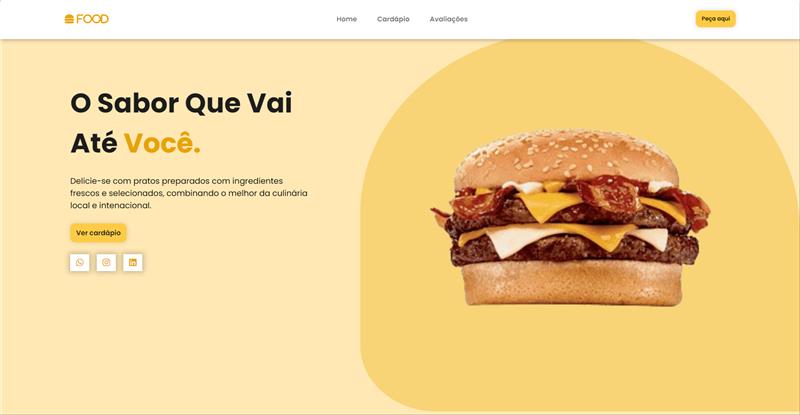 FOOD
Home
Cardápio
Avaliações
Peça aqui
O Sabor Que Vai
Até Você.
Delicie-se com pratos preparados com ingredientes
frescos e selecionados, combinando o melhor da culinária
local e intenacional.
Ver cardápio